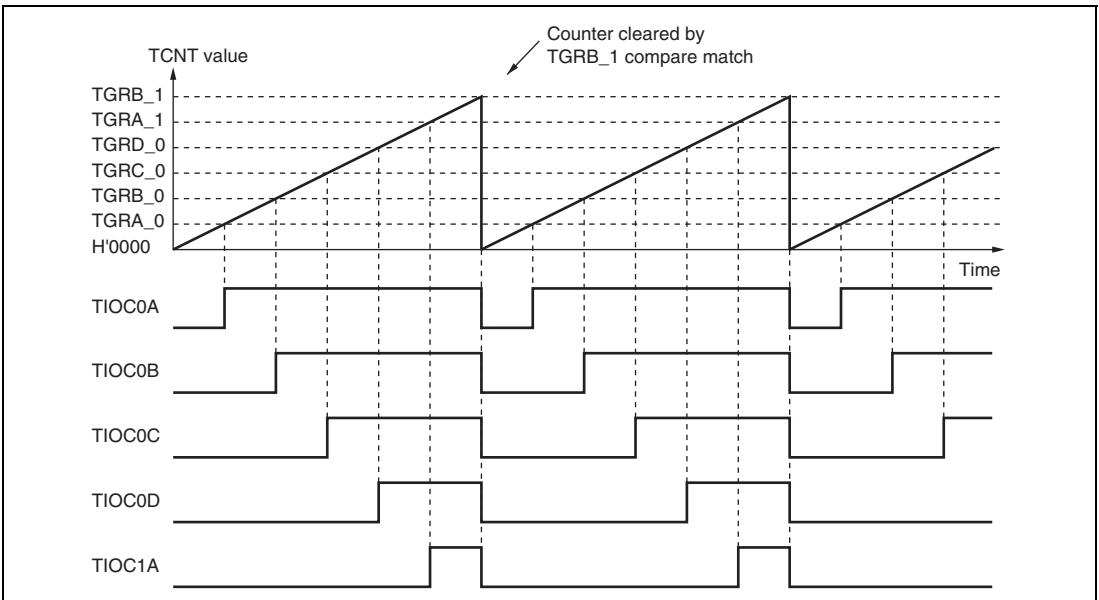 Counter cleared by
TGRB_1 compare match
TCNT value
TGRB_1
TGRA_1
TGRD_0
TGRC_0
TGRB_0
TGRA_0
H'0000
Time
TIOC0A
TIOC0B
TIOC0C
TIOC0D
TIOC1A